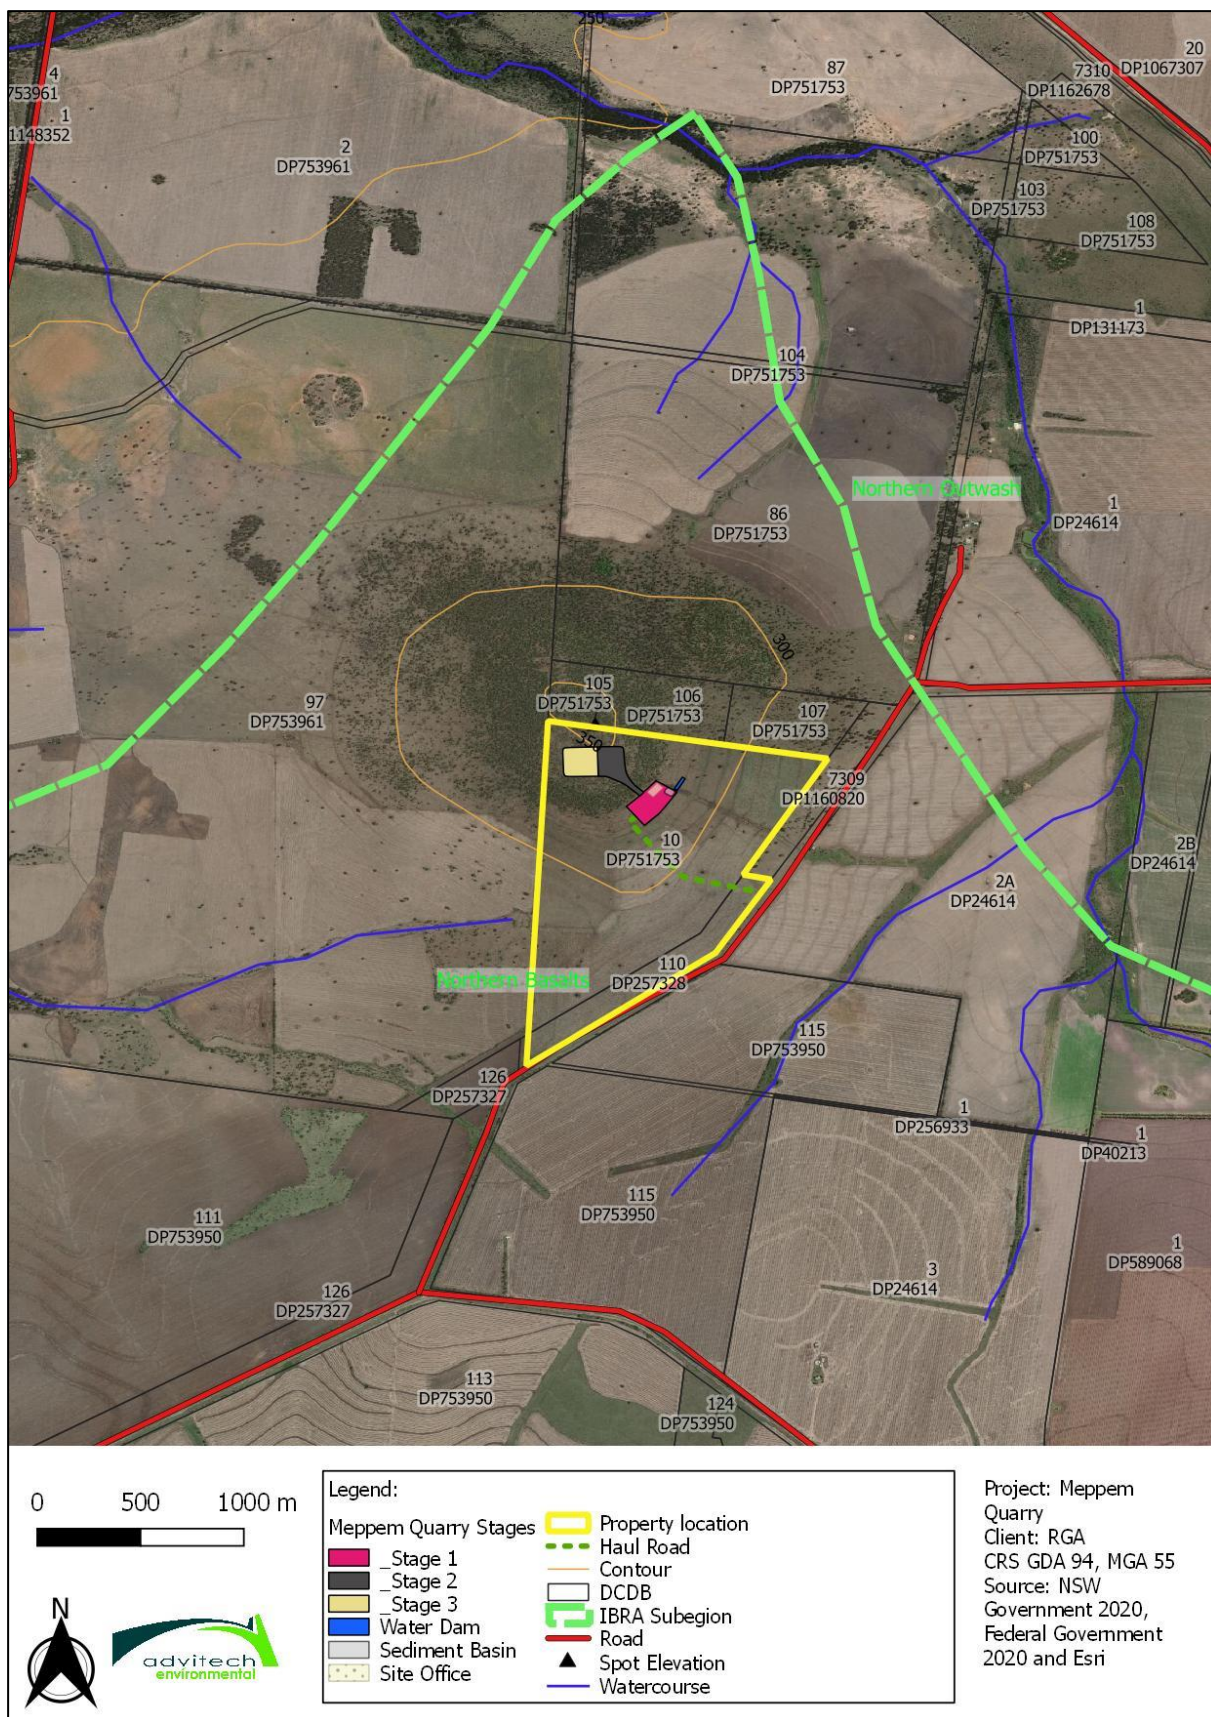 250
20
DP1067307
87
DP751753
7310
DP1162678
4
753961
1
1148352
2
DP753961
100
DP751753
103
DP751753
108
DP751753
1
DP131173
104
DP751753
Northern Outwash
86
DP751753
1
DP24614
300
105
DP751753
106
DP751753
97
DP753961
107
DP751753
350
7309
DP1160820
10
DP751753
2B
DP24614
2A
DP24614
Northern Basalts
110
DP257328
115
DP753950
126
DP257327
1
DP256933
1
DP40213
115
DP753950
111
DP753950
1
DP589068
3
DP24614
126
DP257327
113
DP753950
124
DP753950
0 500 1000 m
N
advitech
environmental
Legend:
Meppem Quarry Stages
_Stage 1
_Stage 2
_Stage 3
Water Dam
Sediment Basin
Site Office
Property location
Haul Road
Contour
DCDB
IBRA Subegion
Road
Spot Elevation
Watercourse
Project: Meppem
Quarry
Client: RGA
CRS GDA 94, MGA 55
Source: NSW
Government 2020,
Federal Government
2020 and Esri